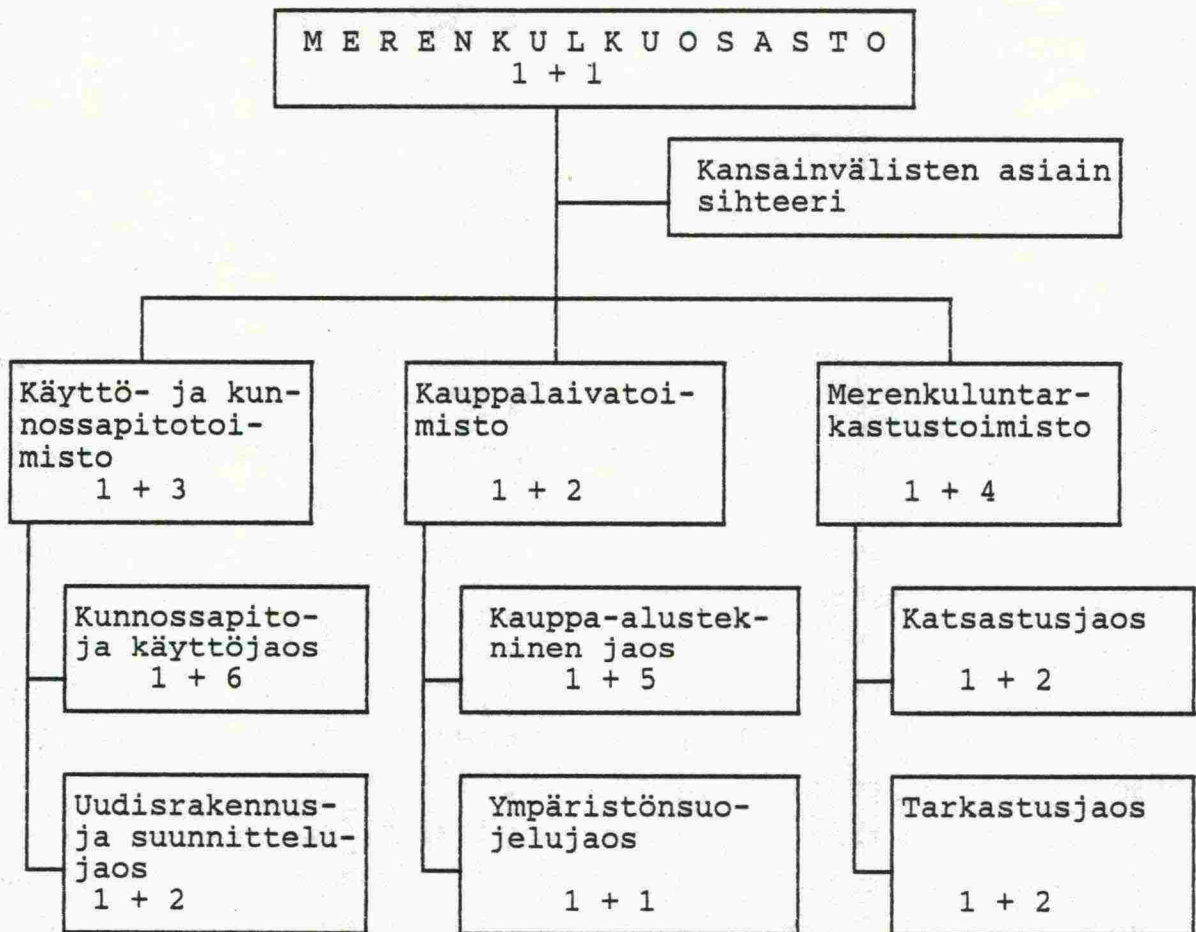 M E R E N K U L K U O S A S T O
1 + 1
Kansainvälisten asiain
sihteeri
Käyttö- ja kun-
nossapitotoi-
misto
1 + 3
Kauppalaivatoi-
misto
1 + 2
Merenkuluntar-
kastustoimisto
1 + 4
Kunnossapito-
ja käyttöjaos
1 + 6
Kauppa-alustek-
ninen jaos
1 + 5
Katsastusjaos
1 + 2
Uudisrakennus-
ja suunnittelu-
jaos
1 + 2
Ympäristönsuo-
jelujaos
1 + 1
Tarkastusjaos
1 + 2